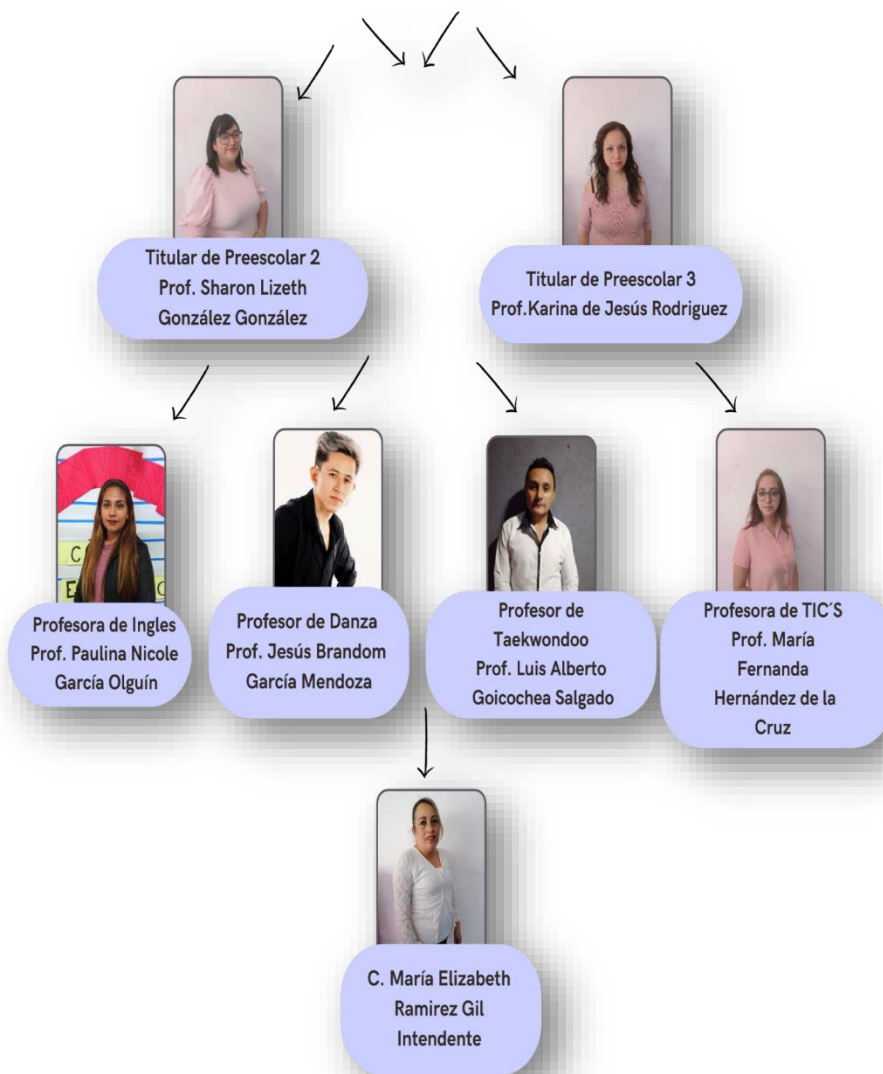 Titular de Preescolar 2
Prof. Sharon Lizeth
González González
Titular de Preescolar 3
Prof.Karina de Jesús Rodriguez
C
E
C
Profesora de Ingles
Prof. Paulina Nicole
García Olguín
Profesor de Danza
Prof. Jesús Brandom
García Mendoza
Profesor de
Taekwondoo
Prof. Luis Alberto
Goicochea Salgado
Profesora de TIC´S
Prof. María
Fernanda
Hernández de la
Cruz
C. María Elizabeth
Ramirez Gil
Intendente